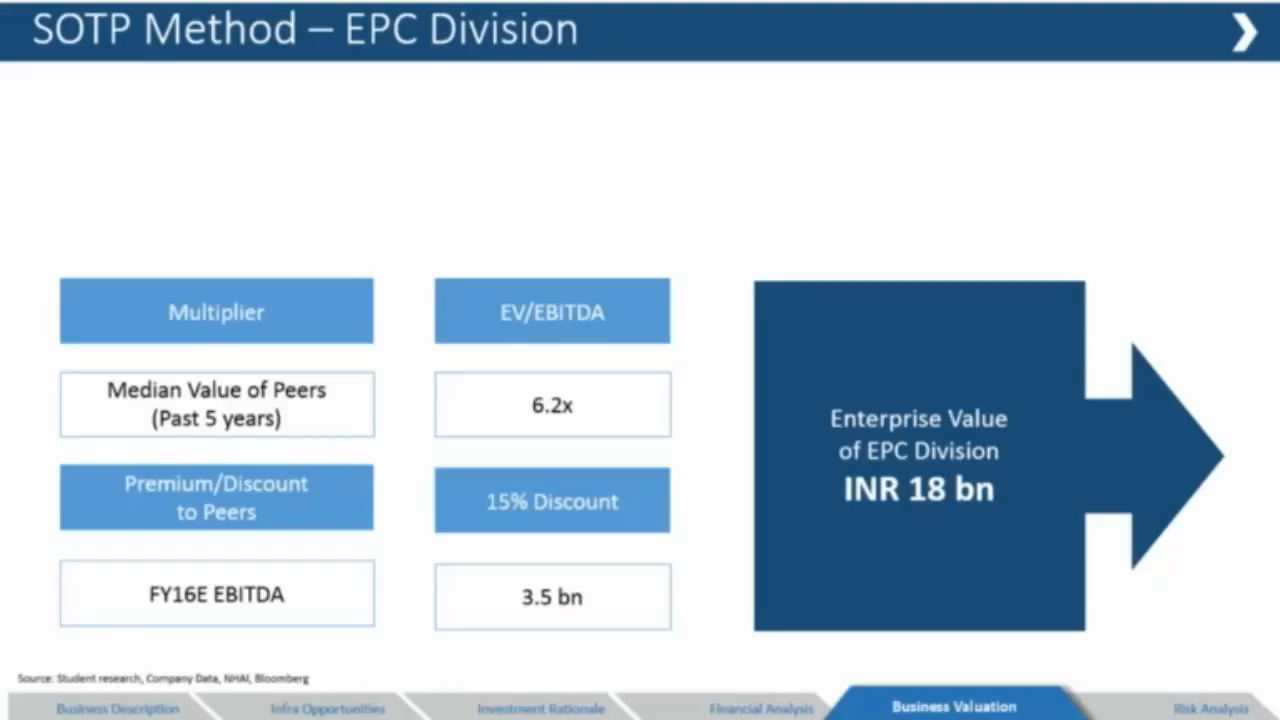 SOTP Method – EPC Division
Multiplier
EV/EBITDA
Median Value of Peers
(Past 5 years)
6.2x
Premium/Discount
to Peers
15% Discount
FY16E EBITDA
3.5 bn
Enterprise Value
of EPC Division
INR 18 bn
Source: Student research, Company Data, NHAI, Bloomberg
Business Description
Infra Opportunities
Investment Rationale
Financial Analysis
Business Valuation
Risk Analysis